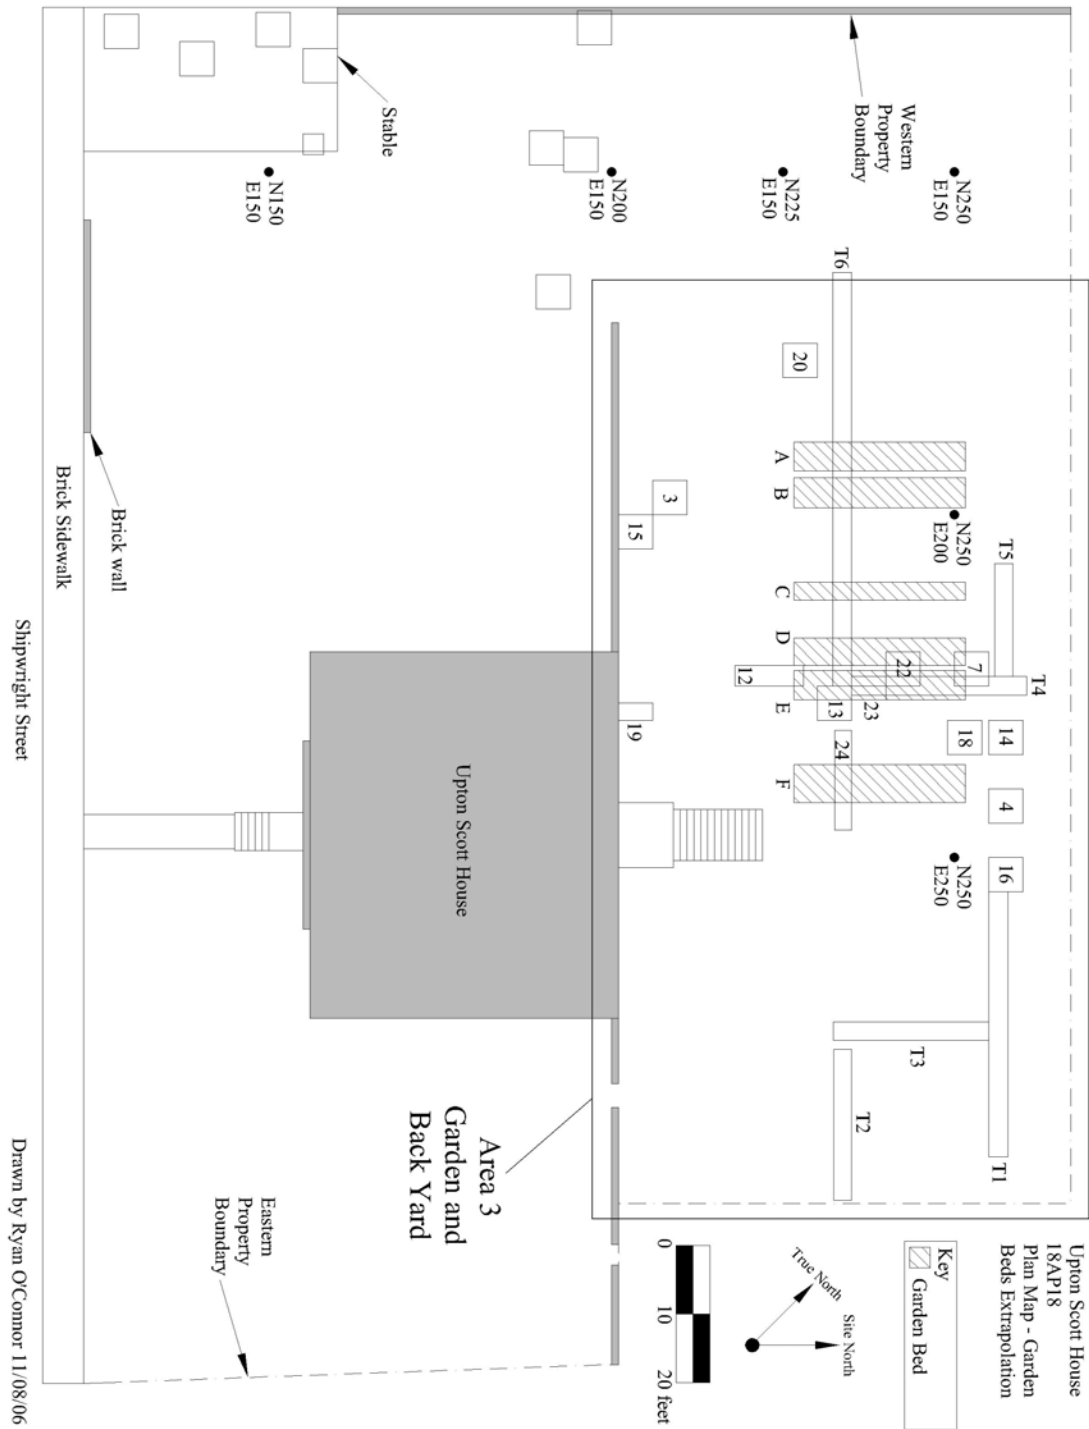 Upton Scott House
18AP18
Plan Map - Garden
Beds Extrapolation
Key
Garden Bed
Site North
True North
0
10
20 feet
Western
Property
Boundary
N250
E150
N225
E150
N200
E150
N150
E150
Stable
T6
20
A
B
N250
E200
T5
C
D
7
22
12
T4
E
13
23
18
14
24
F
4
N250
E250
16
T3
T2
T1
3
15
19
Brick wall
Brick Sidewalk
Shipwright Street
Upton Scott House
Area 3
Garden and
Back Yard
Eastern
Property
Boundary
Drawn by Ryan O'Connor 11/08/06